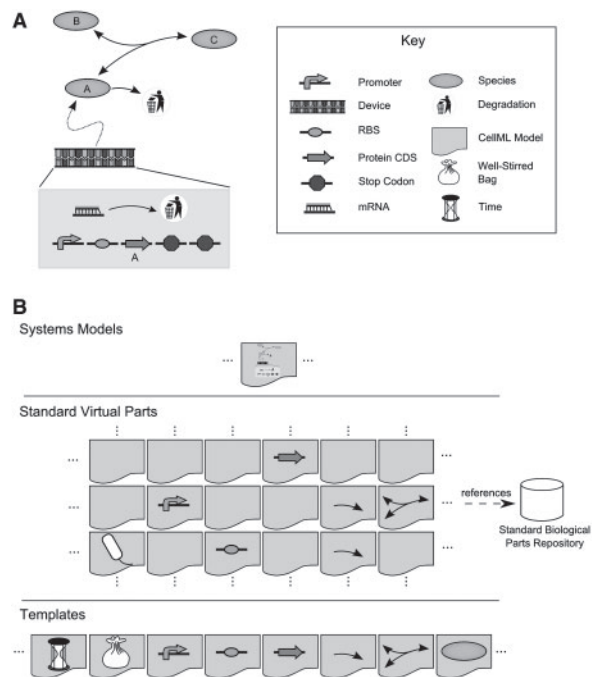 A
B
C
A
A
Key
Promoter
Species
Device
Degradation
RBS
CellML Model
Protein CDS
Well-Stirred
Bag
Stop Codon
mRNA
Time
B
Systems Models
... ...
Standard Virtual Parts
... ...
... ...
references
Standard Biological
Parts Repository
... ...
Templates
... ...